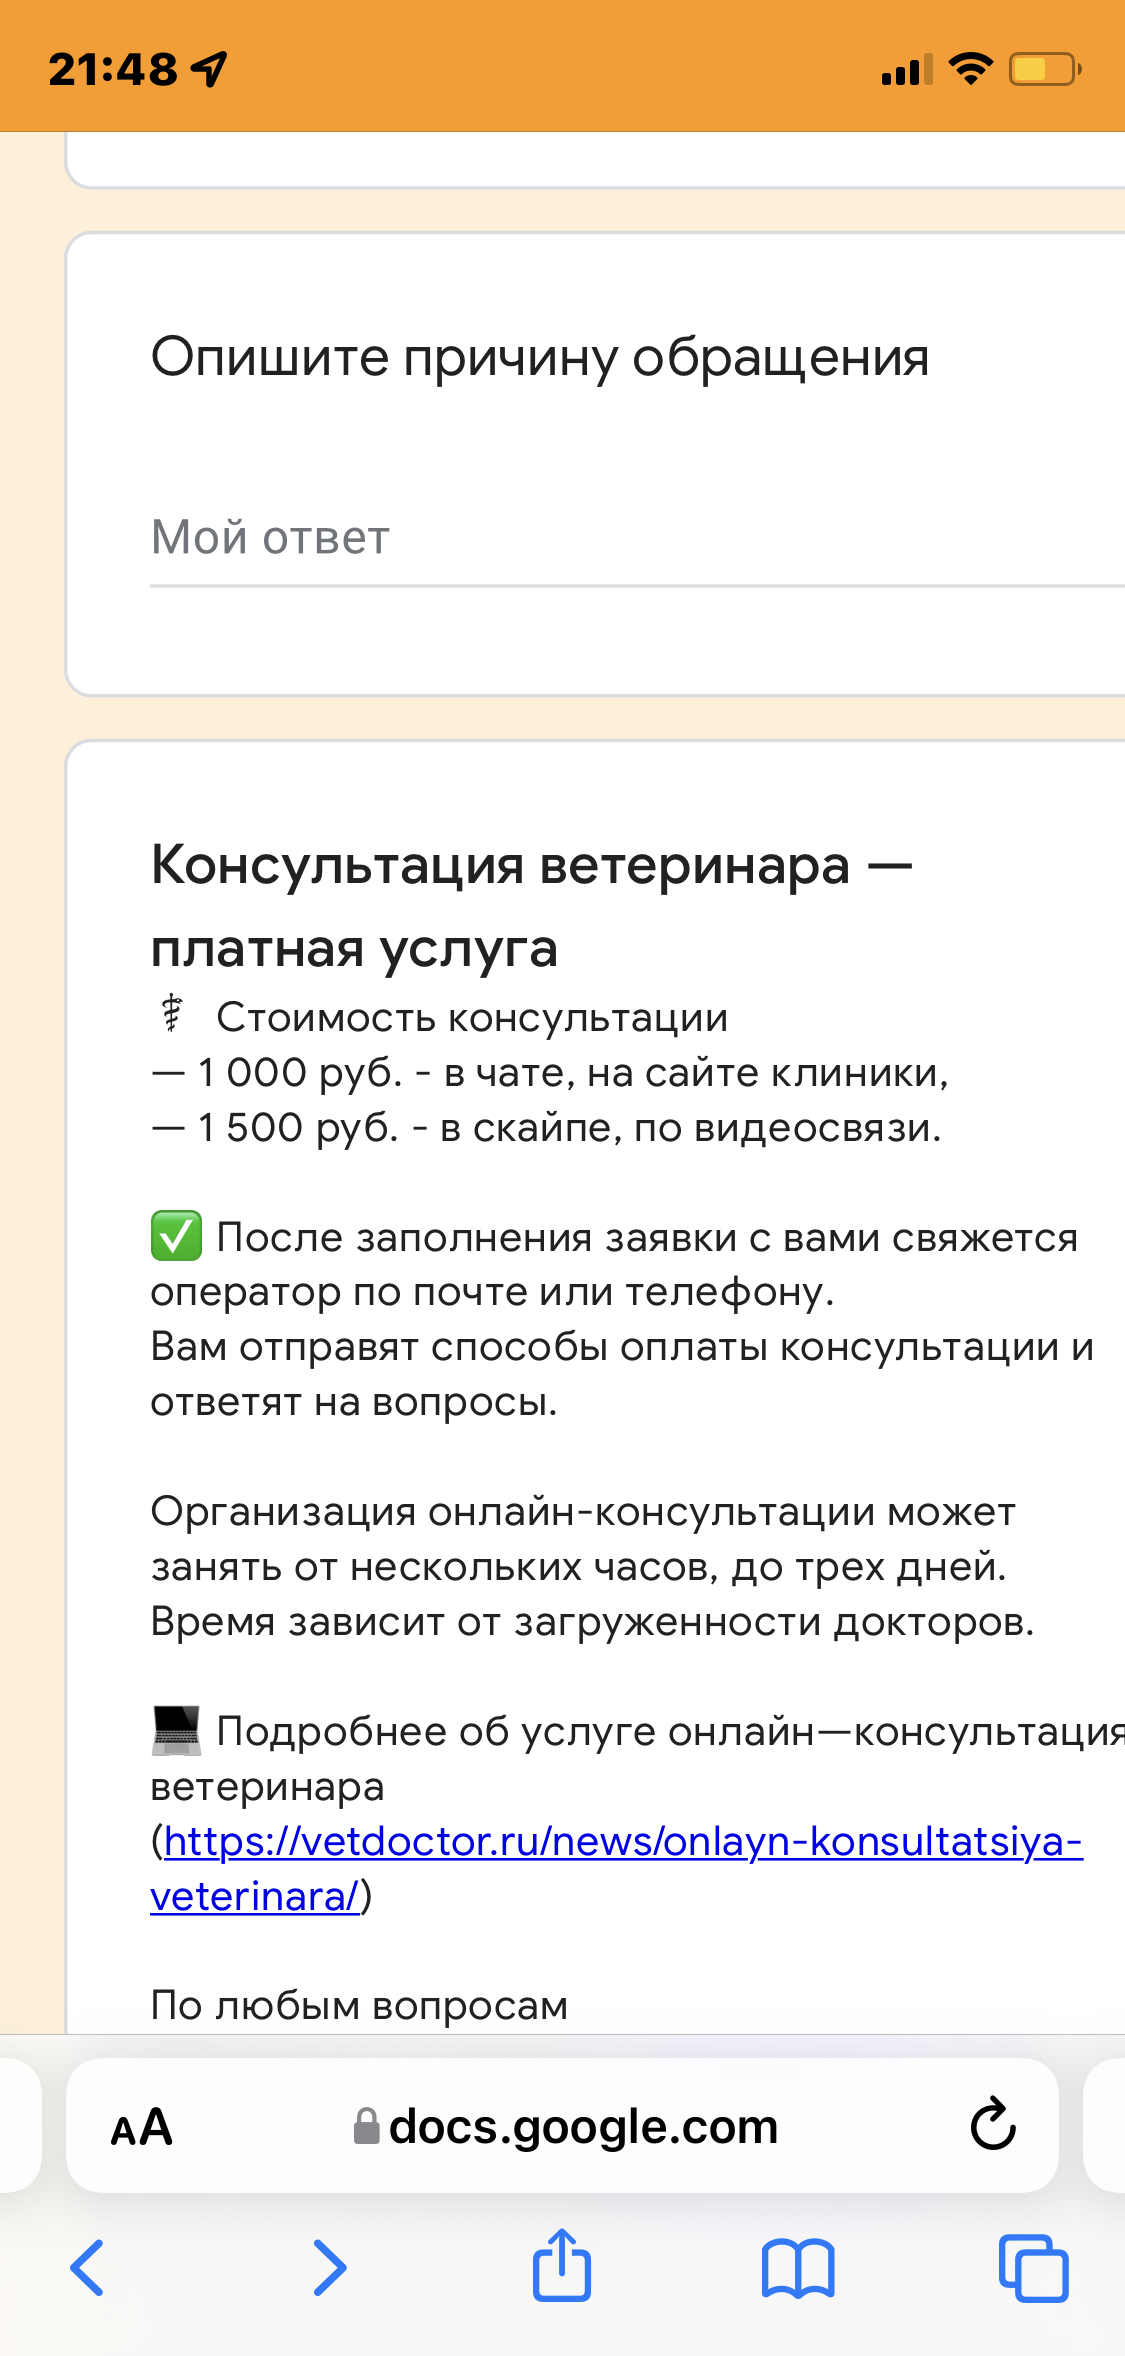 21:48
Опишите причину обращения
Мой ответ
Консультация ветеринара —
платная услуга
⚕ Стоимость консультации
— 1 000 руб. - в чате, на сайте клиники,
— 1 500 руб. - в скайпе, по видеосвязи.
✅ После заполнения заявки с вами свяжется
оператор по почте или телефону.
Вам отправят способы оплаты консультации и
ответят на вопросы.
Организация онлайн-консультации может
занять от нескольких часов, до трех дней.
Время зависит от загруженности докторов.
💻 Подробнее об услуге онлайн—консультация
ветеринара
(https://vetdoctor.ru/news/onlayn-konsultatsiya-
veterinara/)
По любым вопросам
AA docs.google.com